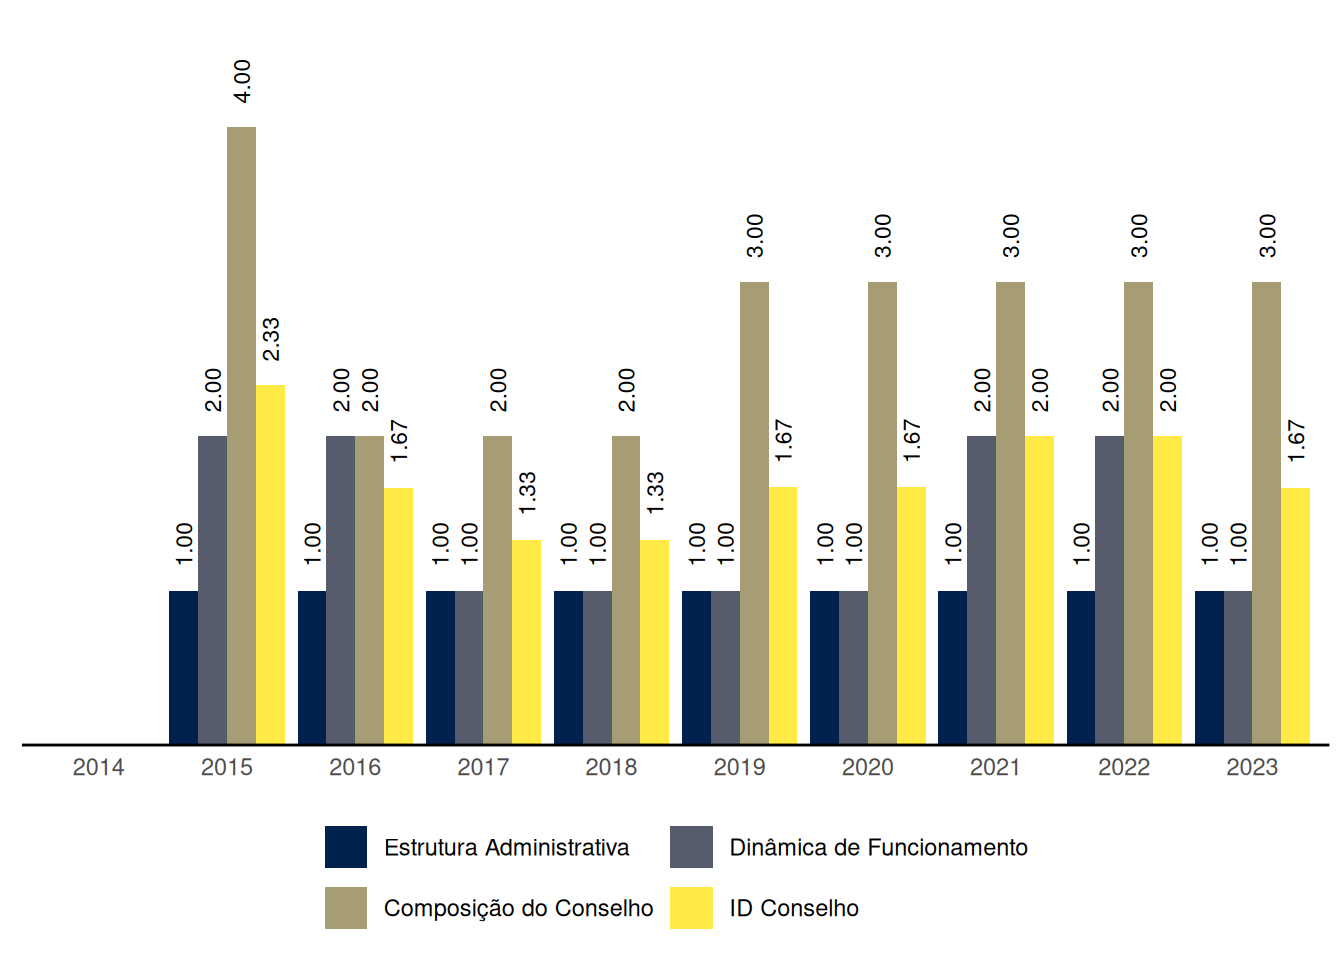 4.00
3.00 3.00 3.00 3.00 3.00
2.33
2.00 2.00 2.00 2.00 2.00 2.00 2.00 2.00 2.00
1.67 1.67 1.67 1.67
1.33 1.33
1.00 1.00 1.00 1.00 1.00 1.00 1.00 1.00 1.00 1.00 1.00 1.00 1.00 1.00
2014 2015 2016 2017 2018 2019 2020 2021 2022 2023
Estrutura Administrativa Dinâmica de Funcionamento
Composição do Conselho ID Conselho